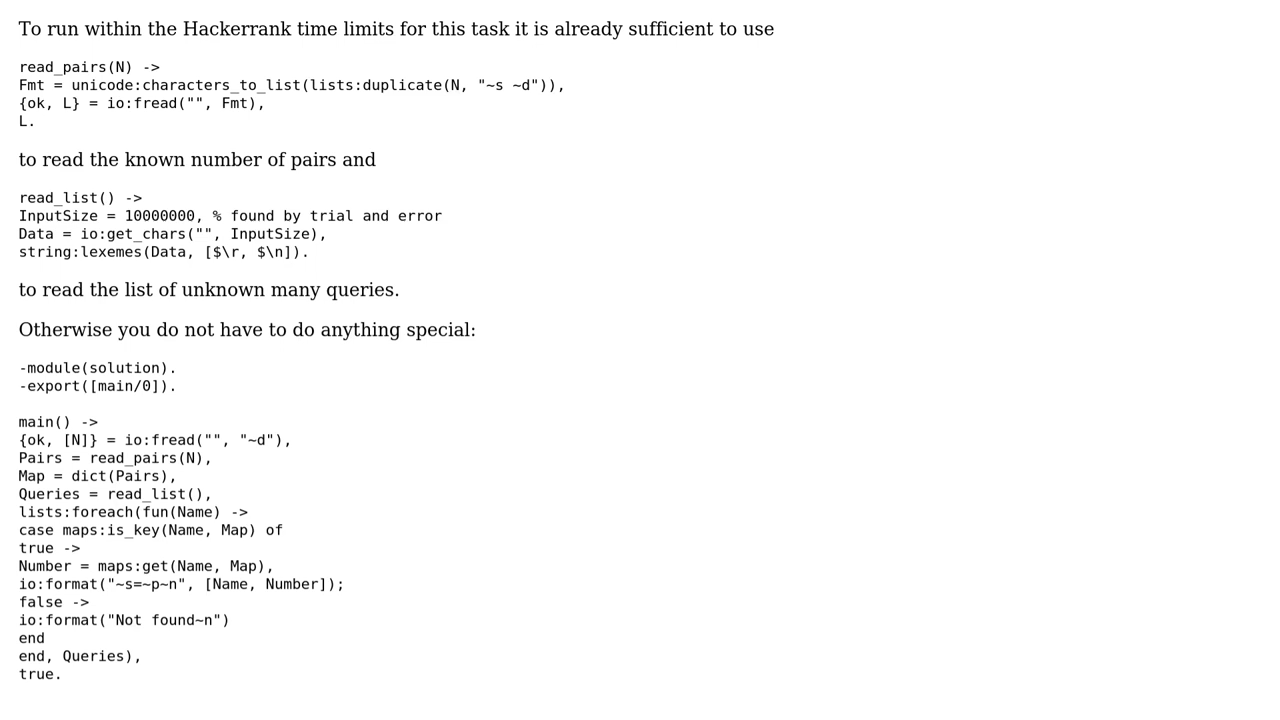 To run within the Hackerrank time limits for this task it is already sufficient to use
read_pairs(N) ->
Fmt = unicode:characters_to_list(lists:duplicate(N, "~s ~d")),
{ok, L} = io:fread("", Fmt),
L.
to read the known number of pairs and
read_list() ->
InputSize = 10000000, % found by trial and error
Data = io:get_chars("", InputSize),
string:lexemes(Data, [$\r, $\n]).
to read the list of unknown many queries.
Otherwise you do not have to do anything special:
-module(solution).
-export([main/0]).
main() ->
{ok, [N]} = io:fread("", "~d"),
Pairs = read_pairs(N),
Map = dict(Pairs),
Queries = read_list(),
lists:foreach(fun(Name) ->
case maps:is_key(Name, Map) of
true ->
Number = maps:get(Name, Map),
io:format("~s=~p~n", [Name, Number]);
false ->
io:format("Not found~n")
end
end, Queries),
true.